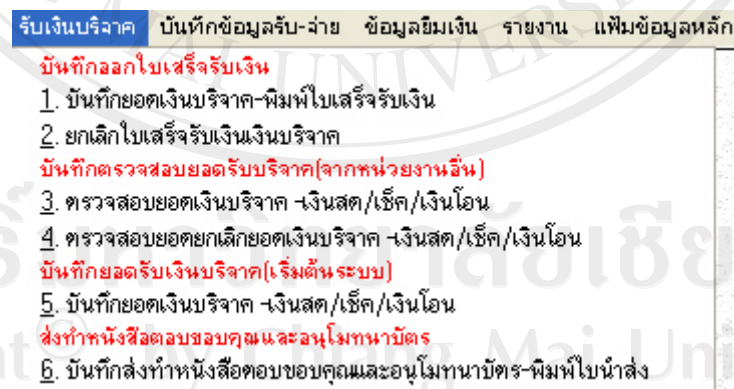 รับเงินบริจาค บันทึกข้อมูลรับ-จ่าย ข้อมูลยืมเงิน รายงาน แฟ้มข้อมูลหลัก
บันทึกออกใบเสร็จรับเงิน
1. บันทึกยอดเงินบริจาค-พิมพ์ใบเสร็จรับเงิน
2. ยกเลิกใบเสร็จรับเงินเงินบริจาค
บันทึกตรวจสอบยอดรับบริจาค(จากหน่วยงานอื่น)
3. ตรวจสอบยอดเงินบริจาค -เงินสด/เช็ค/เงินโอน
4. ตรวจสอบยอดยกเลิกยอดเงินบริจาค -เงินสด/เช็ค/เงินโอน
บันทึกยอดรับเงินบริจาค(เริ่มต้นระบบ)
5. บันทึกยอดเงินบริจาค -เงินสด/เช็ค/เงินโอน
ส่งทำหนังสือตอบขอบคุณและอนุโมทนาบัตร
6. บันทึกส่งทำหนังสือตอบขอบคุณและอนุโมทนาบัตร-พิมพ์ใบนำส่ง